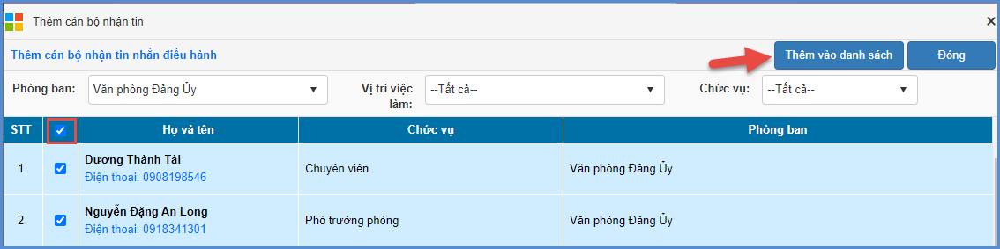 Thêm cán bộ nhận tin
×
Thêm cán bộ nhận tin nhắn điều hành
Thêm vào danh sách
Đóng
Phòng ban:
Văn phòng Đảng Ủy
Vị trí việc làm:
--Tất cả--
Chức vụ:
--Tất cả--
STT Họ và tên Chức vụ Phòng ban
1 Dương Thành Tài Chuyên viên Văn phòng Đảng Ủy
Điện thoại: 0908198546
2 Nguyễn Đặng An Long Phó trưởng phòng Văn phòng Đảng Ủy
Điện thoại: 0918341301